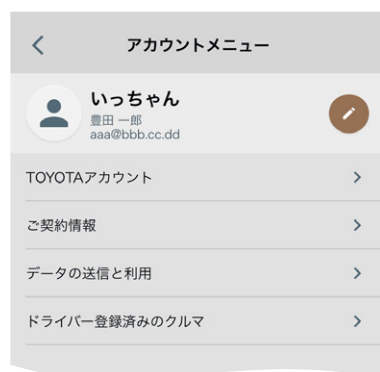 アカウントメニュー
いっちゃん
豊田 一郎
aaa@bbb.cc.dd
TOYOTAアカウント
ご契約情報
データの送信と利用
ドライバー登録済みのクルマ